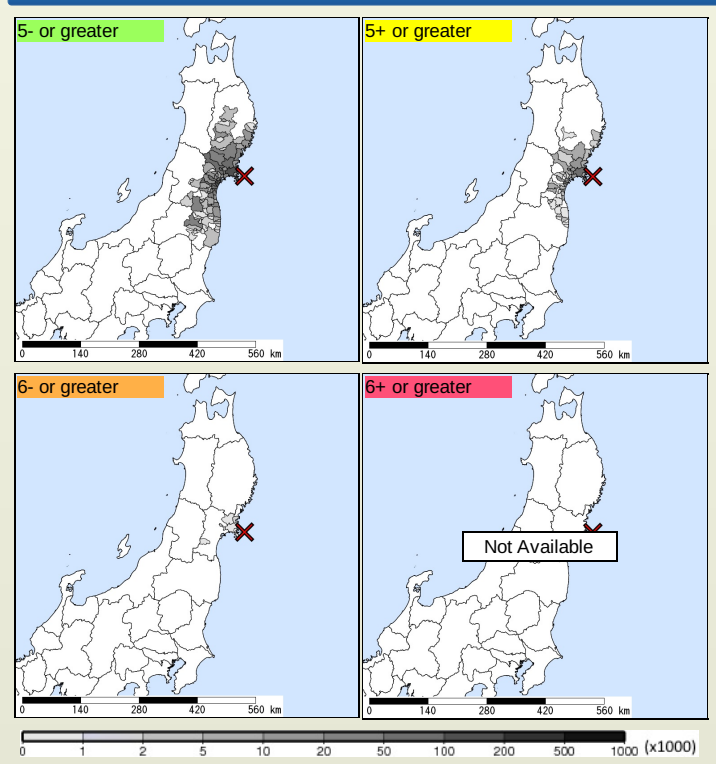 5- or greater
5+ or greater
0 140 280 420 560 km
0 140 280 420 560 km
6- or greater
6+ or greater
Not Available
0 140 280 420 560 km
0 140 280 420 560 km
0 1 2 5 10 20 50 100 200 500 1000 (x1000)